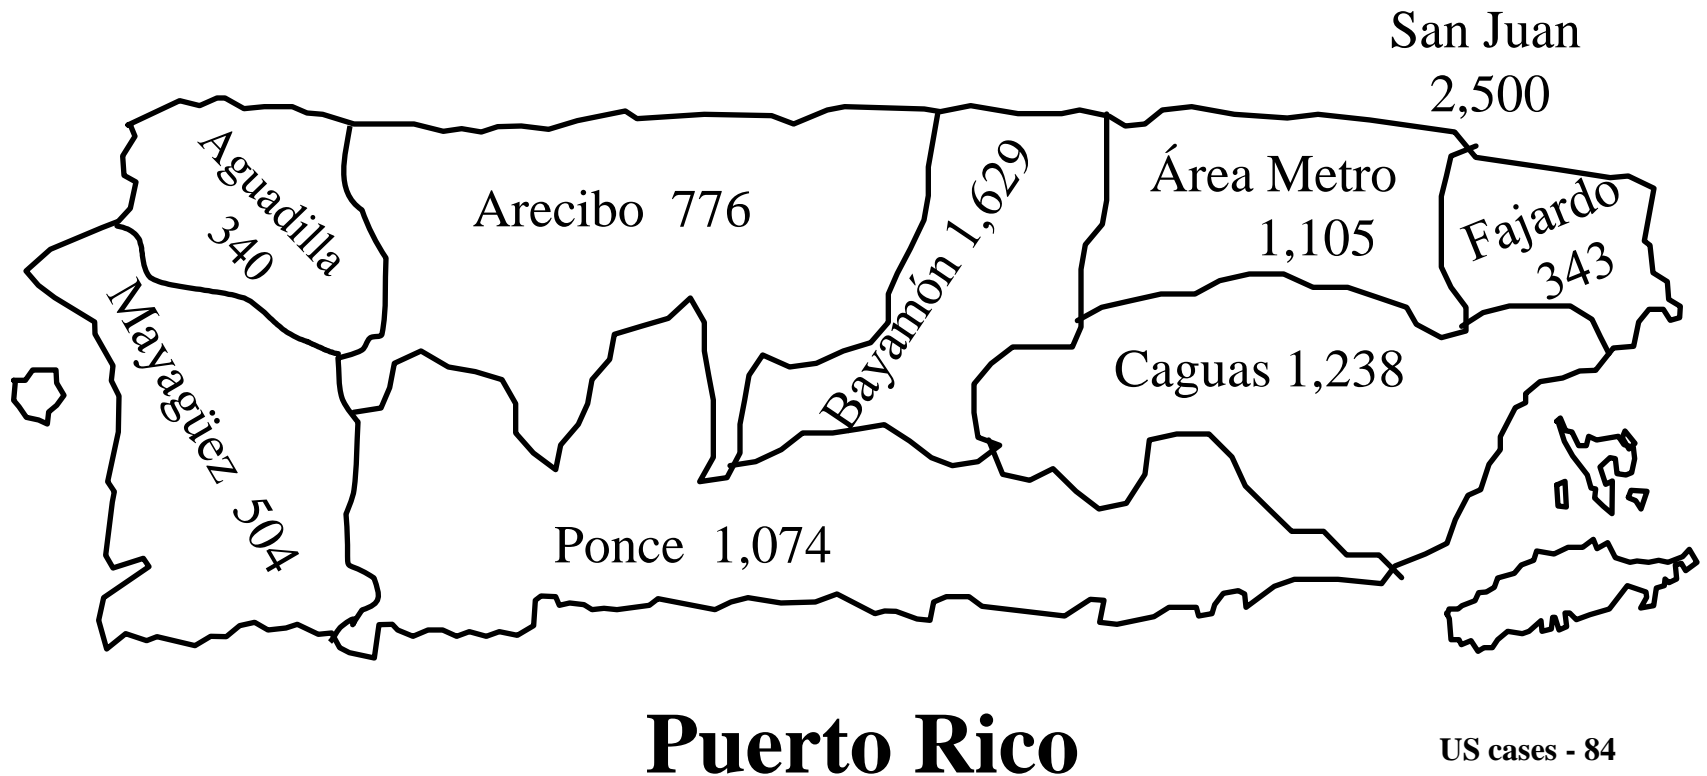 San Juan
2,500
Aguadilla
340
Arecibo 776
Bayamón 1,629
Área Metro
1,105
Fajardo
343
Mayagüez 504
Caguas 1,238
Ponce 1,074
Puerto Rico
US cases - 84